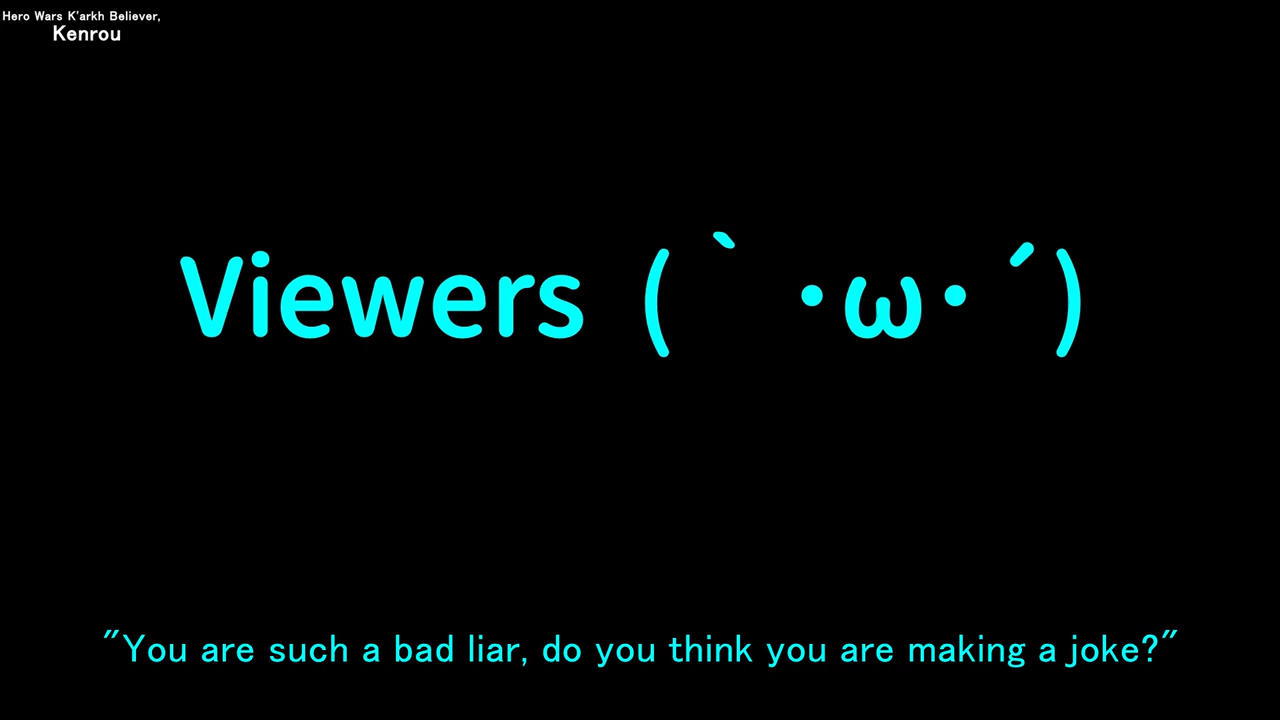 Hero Wars K'arkh Believer,
Kenrou
Viewers (｀・ω・´)
"You are such a bad liar, do you think you are making a joke?"